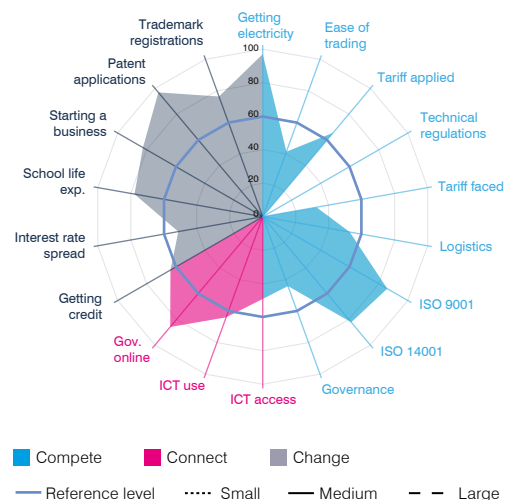 Getting
electricity
Ease of
trading
Tariff applied
Technical
regulations
Tariff faced
Logistics
ISO 9001
ISO 14001
Governance
ICT access
ICT use
Gov.
online
Getting
credit
Interest rate
spread
School life
exp.
Starting a
business
Patent
applications
Trademark
registrations
100
80
60
40
20
0
Compete Connect Change
Reference level Small Medium Large